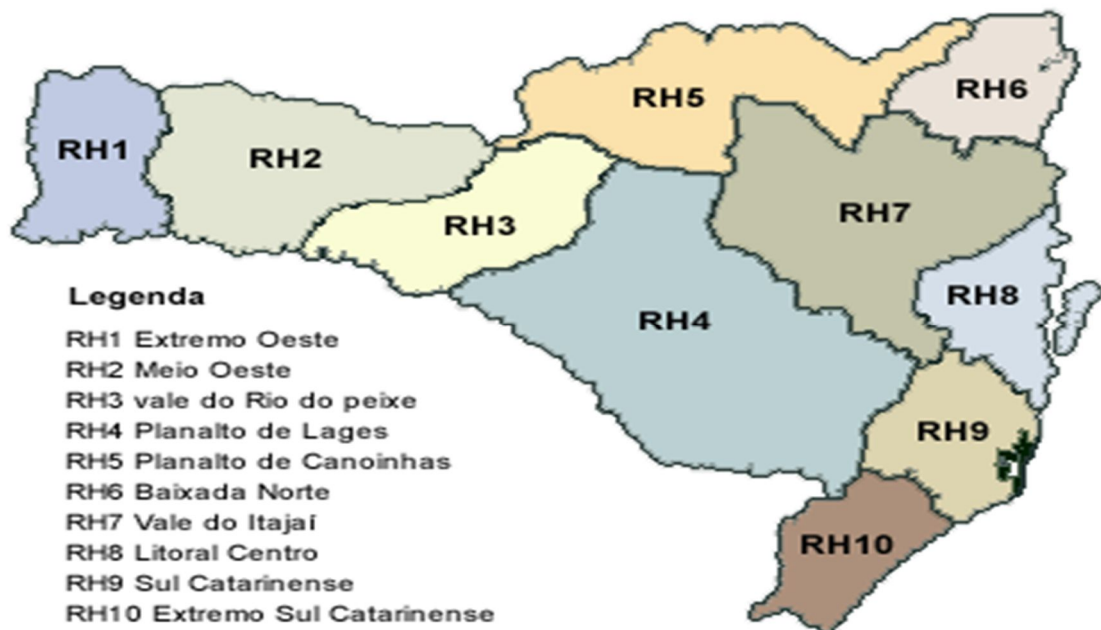 RH6
RH5
RH1
RH2
RH7
RH3
RH8
RH4
RH9
RH10
Legenda
RH1 Extremo Oeste
RH2 Meio Oeste
RH3 vale do Rio do peixe
RH4 Planalto de Lages
RH5 Planalto de Canoinhas
RH6 Baixada Norte
RH7 Vale do Itajaí
RH8 Litoral Centro
RH9 Sul Catarinense
RH10 Extremo Sul Catarinense